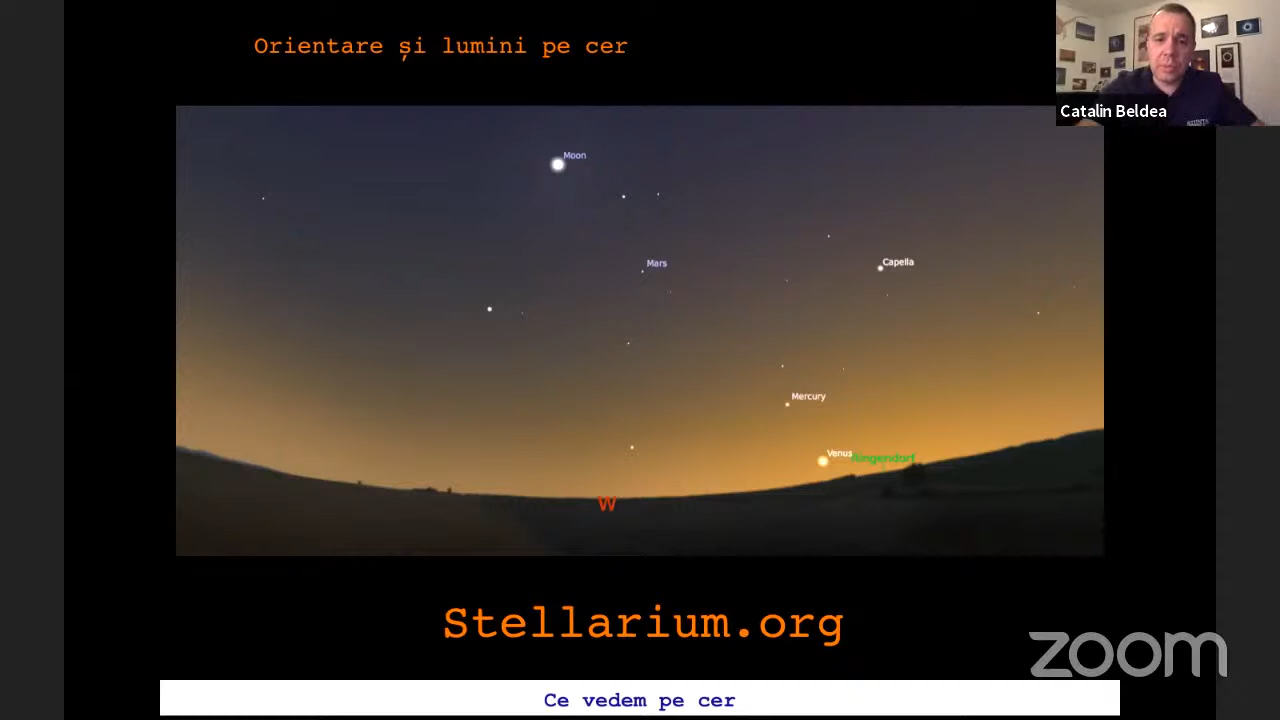 Orientare și lumini pe cer
Catalin Beldea
Moon
Mars
Capella
Mercury
Venus
Ringendorf
W
Stellarium.org
zoom
Ce vedem pe cer